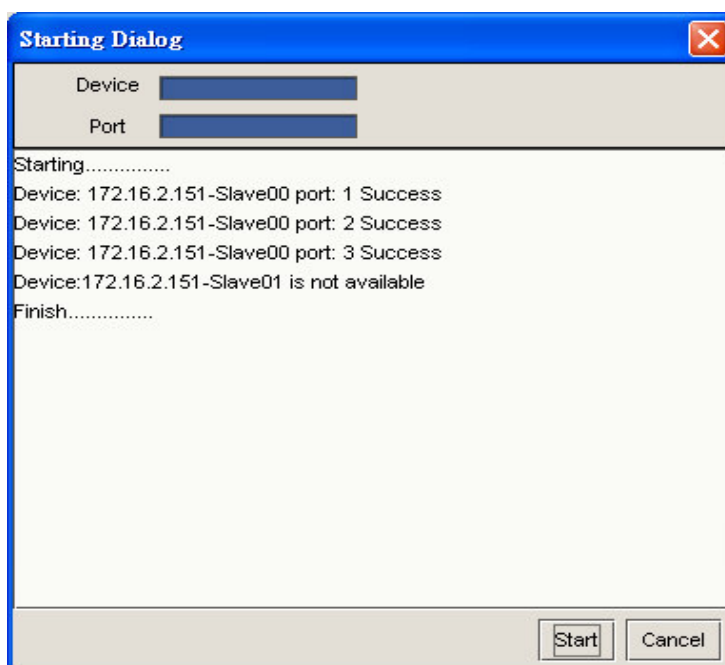 Starting Dialog
Device
Port
Starting...............
Device: 172.16.2.151-Slave00 port: 1 Success
Device: 172.16.2.151-Slave00 port: 2 Success
Device: 172.16.2.151-Slave00 port: 3 Success
Device:172.16.2.151-Slave01 is not available
Finish...............
Start Cancel